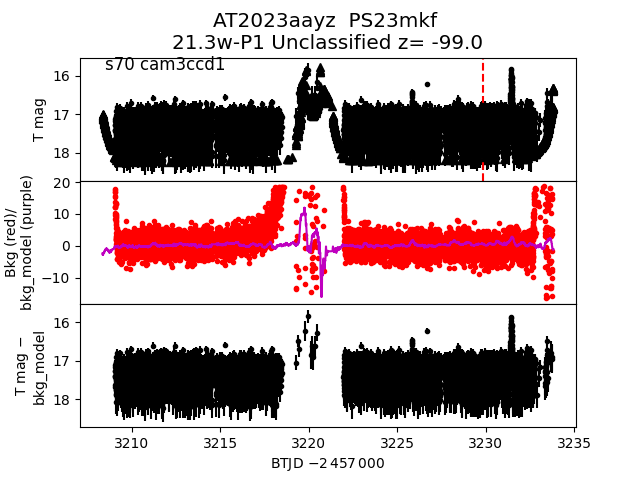 AT2023aayz  PS23mkf
21.3w-P1 Unclassified z= -99.0
s70 cam3ccd1
T mag
16
17
18
Bkg (red)/
bkg_model (purple)
20
10
0
−10
T mag −
bkg_model
16
17
18
3210
3215
3220
3225
3230
3235
BTJD −2 457 000